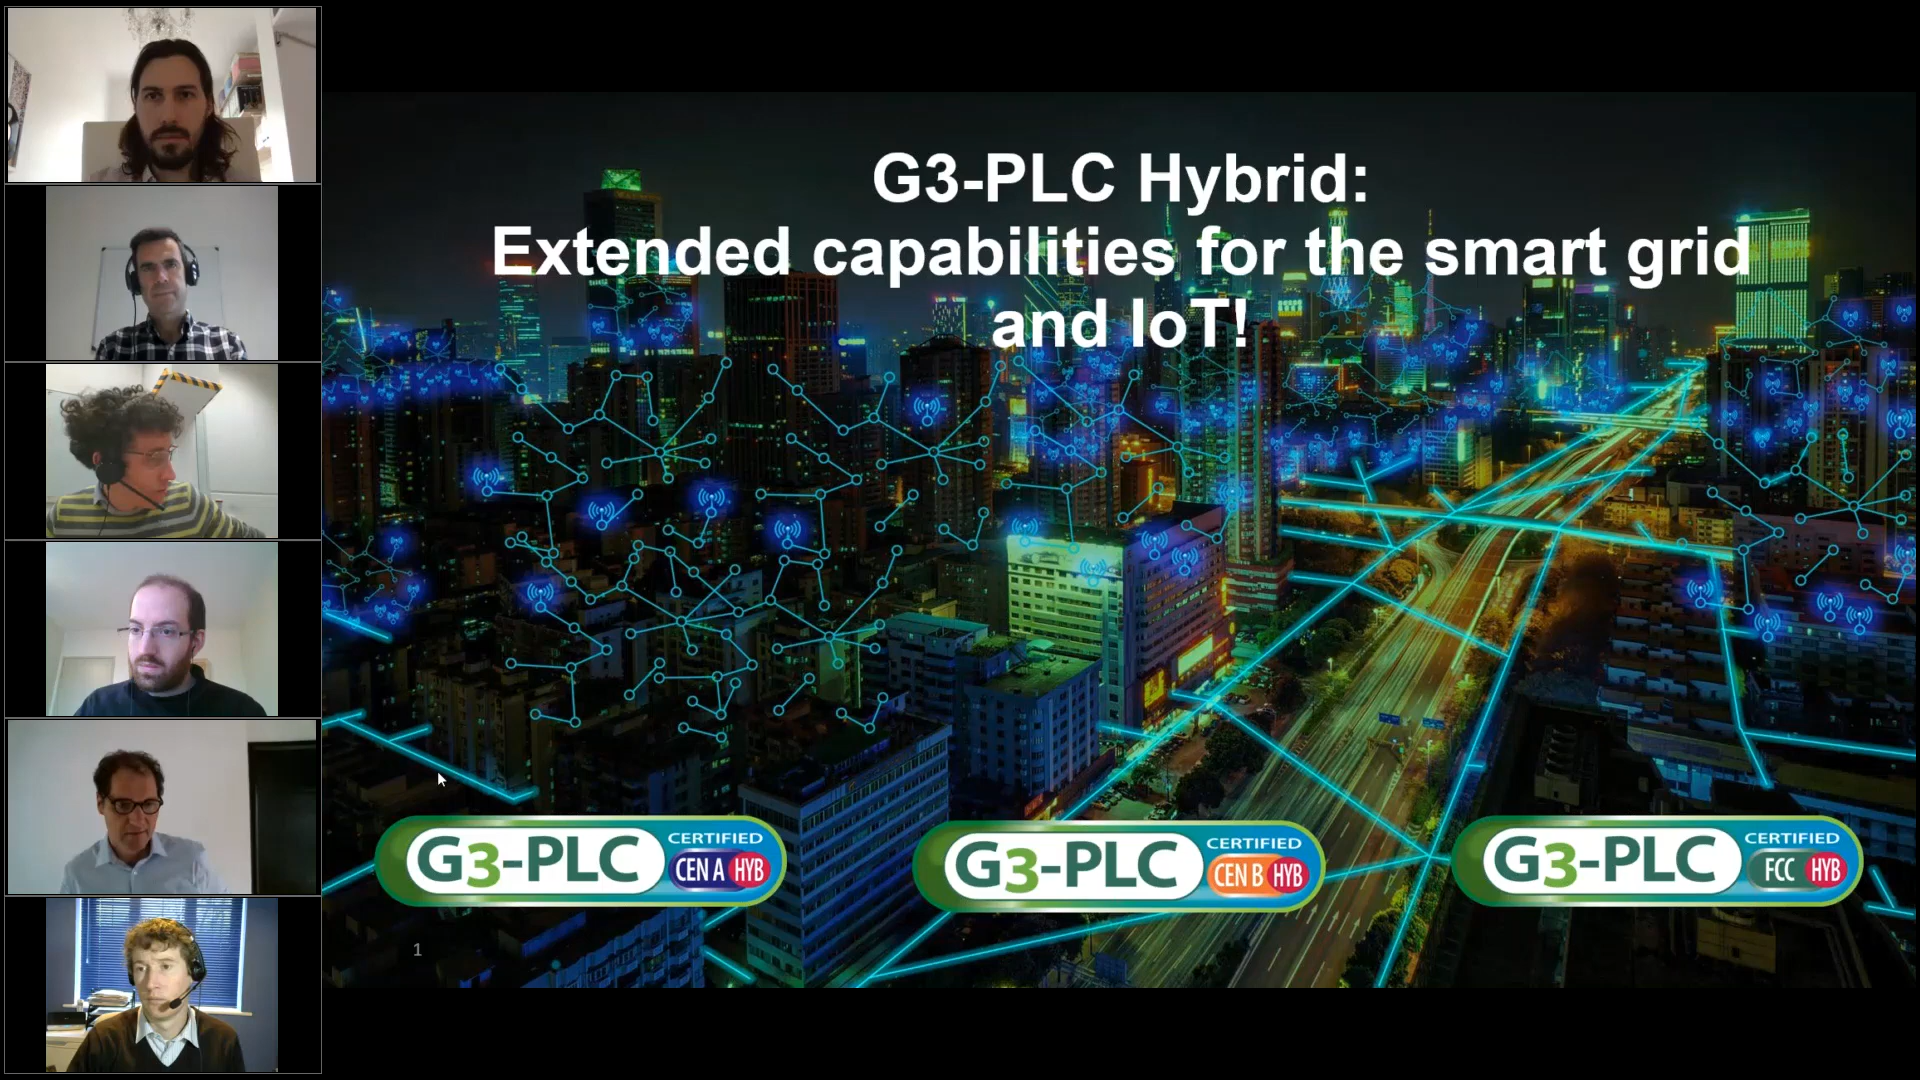 G3-PLC Hybrid:
Extended capabilities for the smart grid
and IoT!
G3-PLC CERTIFIED CEN A HYB
G3-PLC CERTIFIED CEN B HYB
G3-PLC CERTIFIED FCC HYB
1